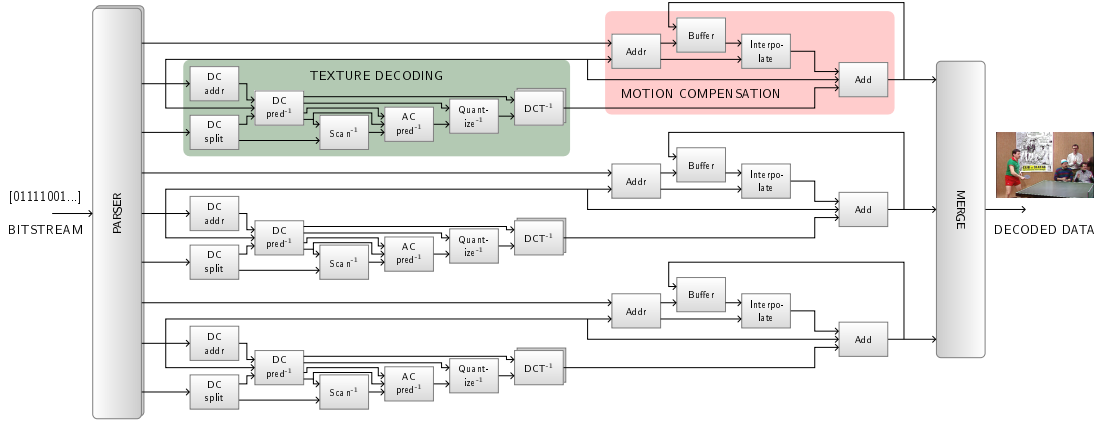 [01111001...]
BITSTREAM
PARSER
TEXTURE DECODING
DC
addr
DC
split
DC
pred-1
Scan-1
AC
pred-1
Quant-
ize-1
DCT-1
MOTION COMPENSATION
Addr
Buffer
Interpo-
late
Add
DC
addr
DC
split
DC
pred-1
Scan-1
AC
pred-1
Quant-
ize-1
DCT-1
Addr
Buffer
Interpo-
late
Add
DC
addr
DC
split
DC
pred-1
Scan-1
AC
pred-1
Quant-
ize-1
DCT-1
Addr
Buffer
Interpo-
late
Add
MERGE
DECODED DATA